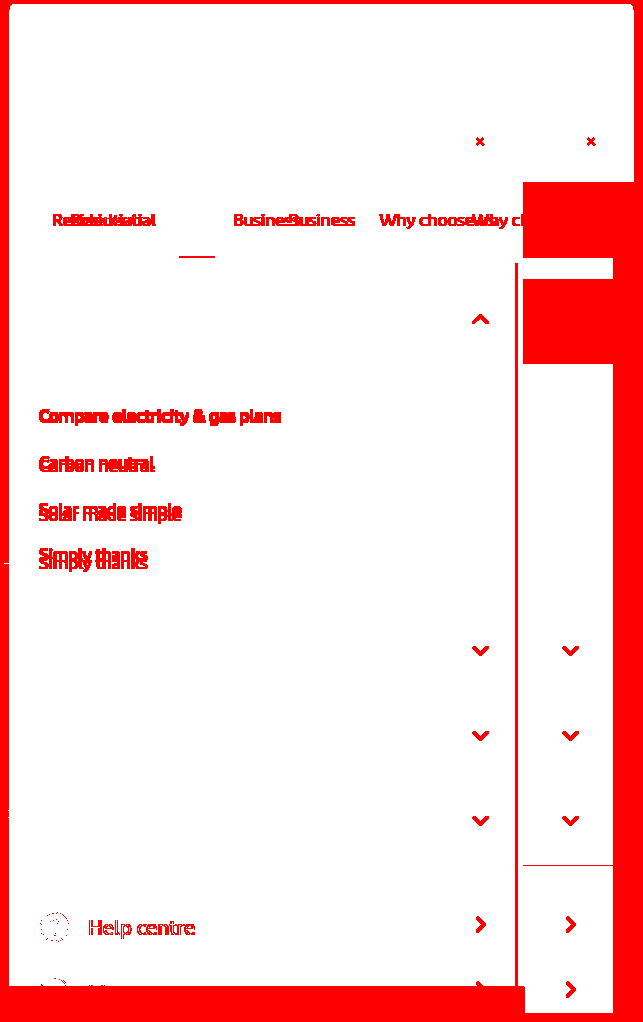 Residential Business Why choose
Compare electricity & gas plans
Carbon neutral
Solar made simple
Simply thanks
Help centre